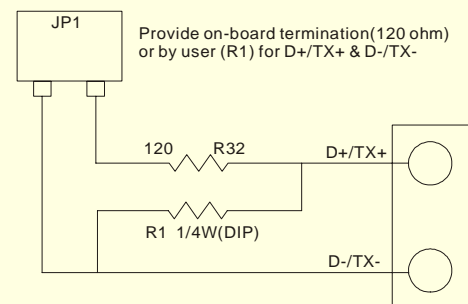 JP1
Provide on-board termination(120 ohm)
or by user (R1) for D+/TX+ & D-/TX-
120 R32
D+/TX+
R1 1/4W(DIP)
D-/TX-